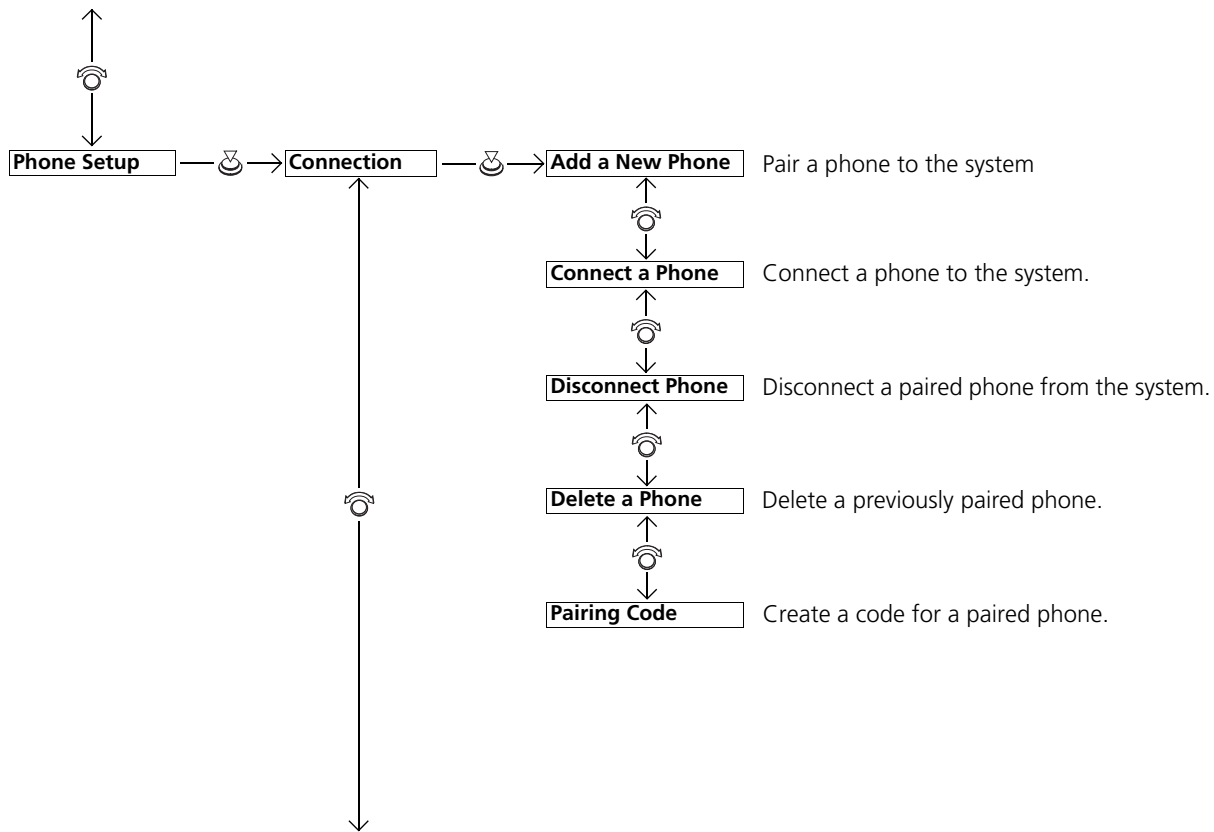 Phone Setup
Connection
Add a New Phone
Pair a phone to the system
Connect a Phone
Connect a phone to the system.
Disconnect Phone
Disconnect a paired phone from the system.
Delete a Phone
Delete a previously paired phone.
Pairing Code
Create a code for a paired phone.